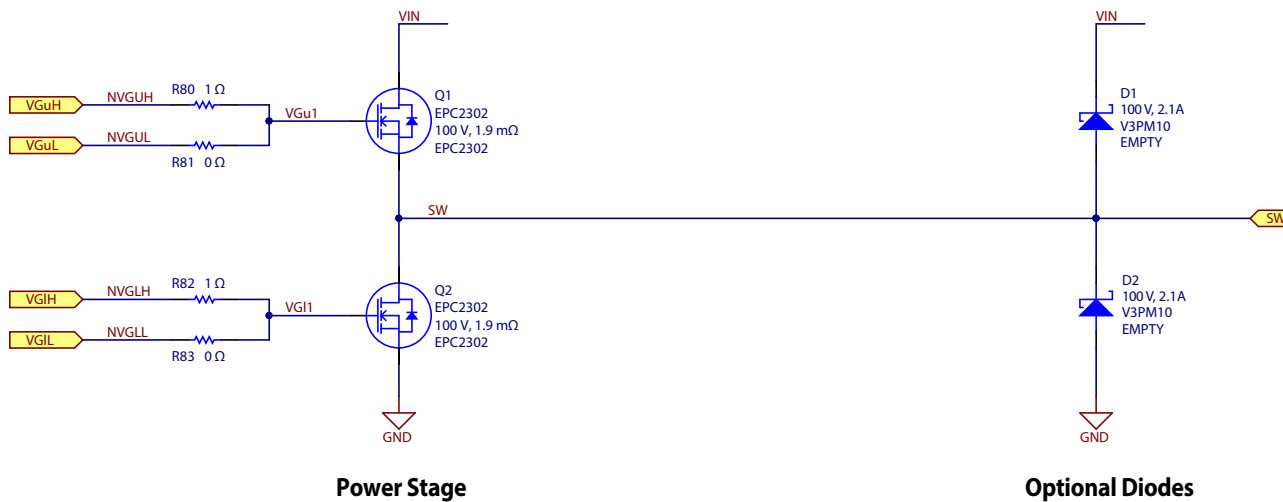 VIN
VIN
R80 1 Ω
VGuH
NVGUH
VGuL
NVGUL
R81 0 Ω
VGu1
Q1
EPC2302
100 V, 1.9 mΩ
EPC2302
D1
100 V, 2.1A
V3PM10
EMPTY
SW
SW
R82 1 Ω
VGlH
NVGLH
VGlL
NVGLL
R83 0 Ω
VGl1
Q2
EPC2302
100 V, 1.9 mΩ
EPC2302
D2
100 V, 2.1A
V3PM10
EMPTY
GND
GND
Power Stage
Optional Diodes